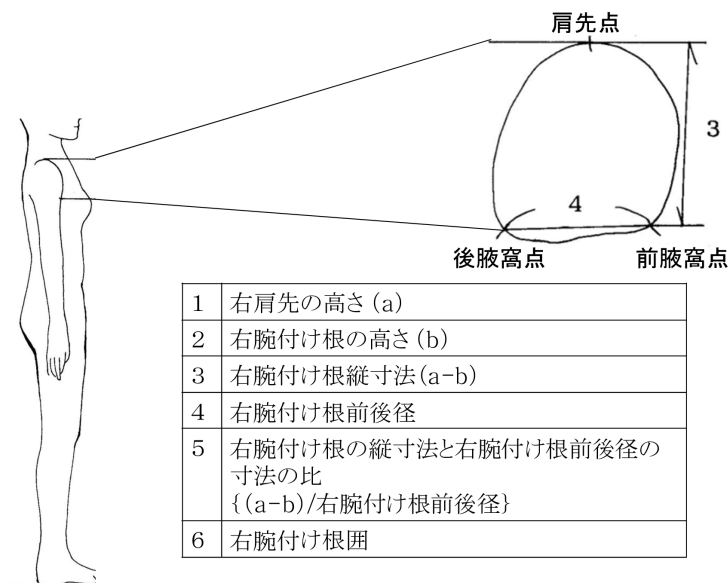 肩先点
3
4
後腋窩点
前腋窩点
1 右肩先の高さ(a)
2 右腕付け根の高さ(b)
3 右腕付け根縦寸法(a-b)
4 右腕付け根前後径
5 右腕付け根の縦寸法と右腕付け根前後径の
寸法の比
{(a-b)/右腕付け根前後径}
6 右腕付け根囲